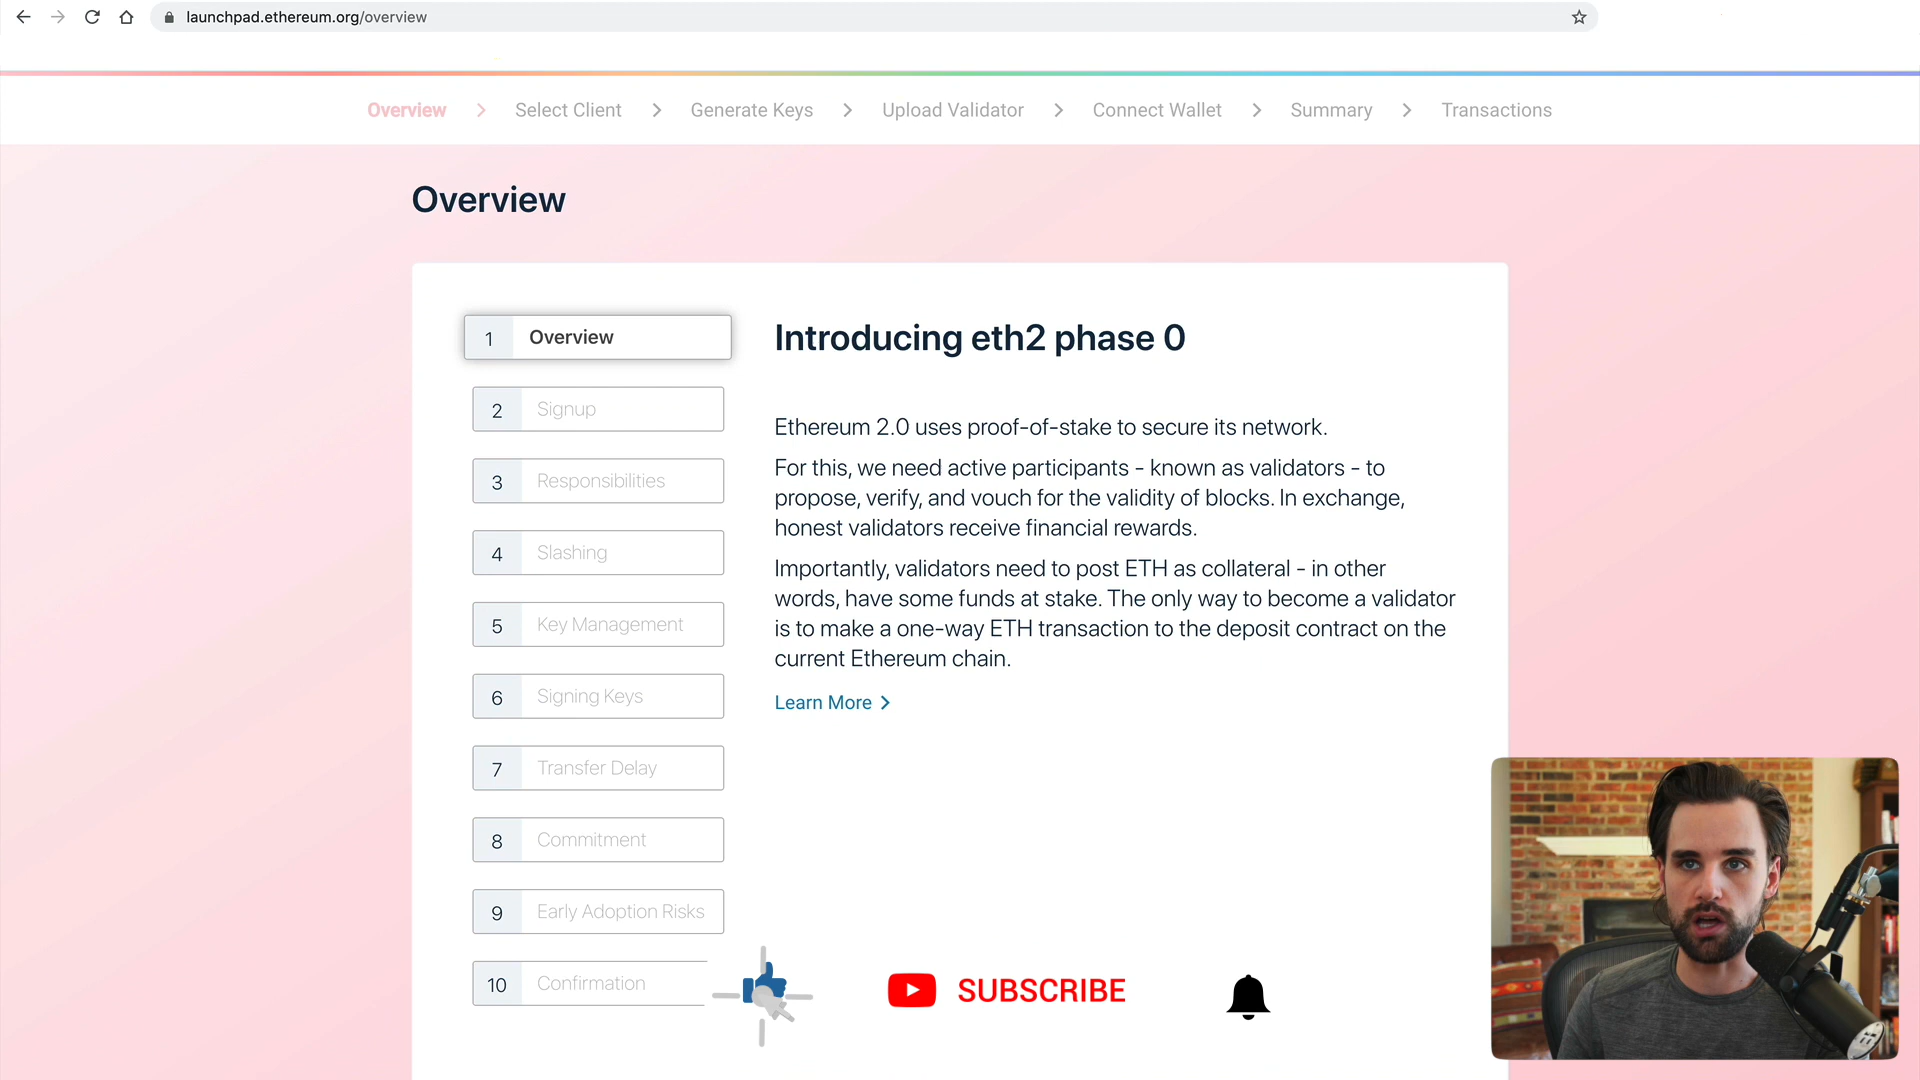 launchpad.ethereum.org/overview
Overview
Select Client
Generate Keys
Upload Validator
Connect Wallet
Summary
Transactions
Overview
1 Overview
2 Signup
3 Responsibilities
4 Slashing
5 Key Management
6 Signing Keys
7 Transfer Delay
8 Commitment
9 Early Adoption Risks
10 Confirmation
Introducing eth2 phase 0
Ethereum 2.0 uses proof-of-stake to secure its network.
For this, we need active participants - known as validators - to
propose, verify, and vouch for the validity of blocks. In exchange,
honest validators receive financial rewards.
Importantly, validators need to post ETH as collateral - in other
words, have some funds at stake. The only way to become a validator
is to make a one-way ETH transaction to the deposit contract on the
current Ethereum chain.
Learn More
SUBSCRIBE